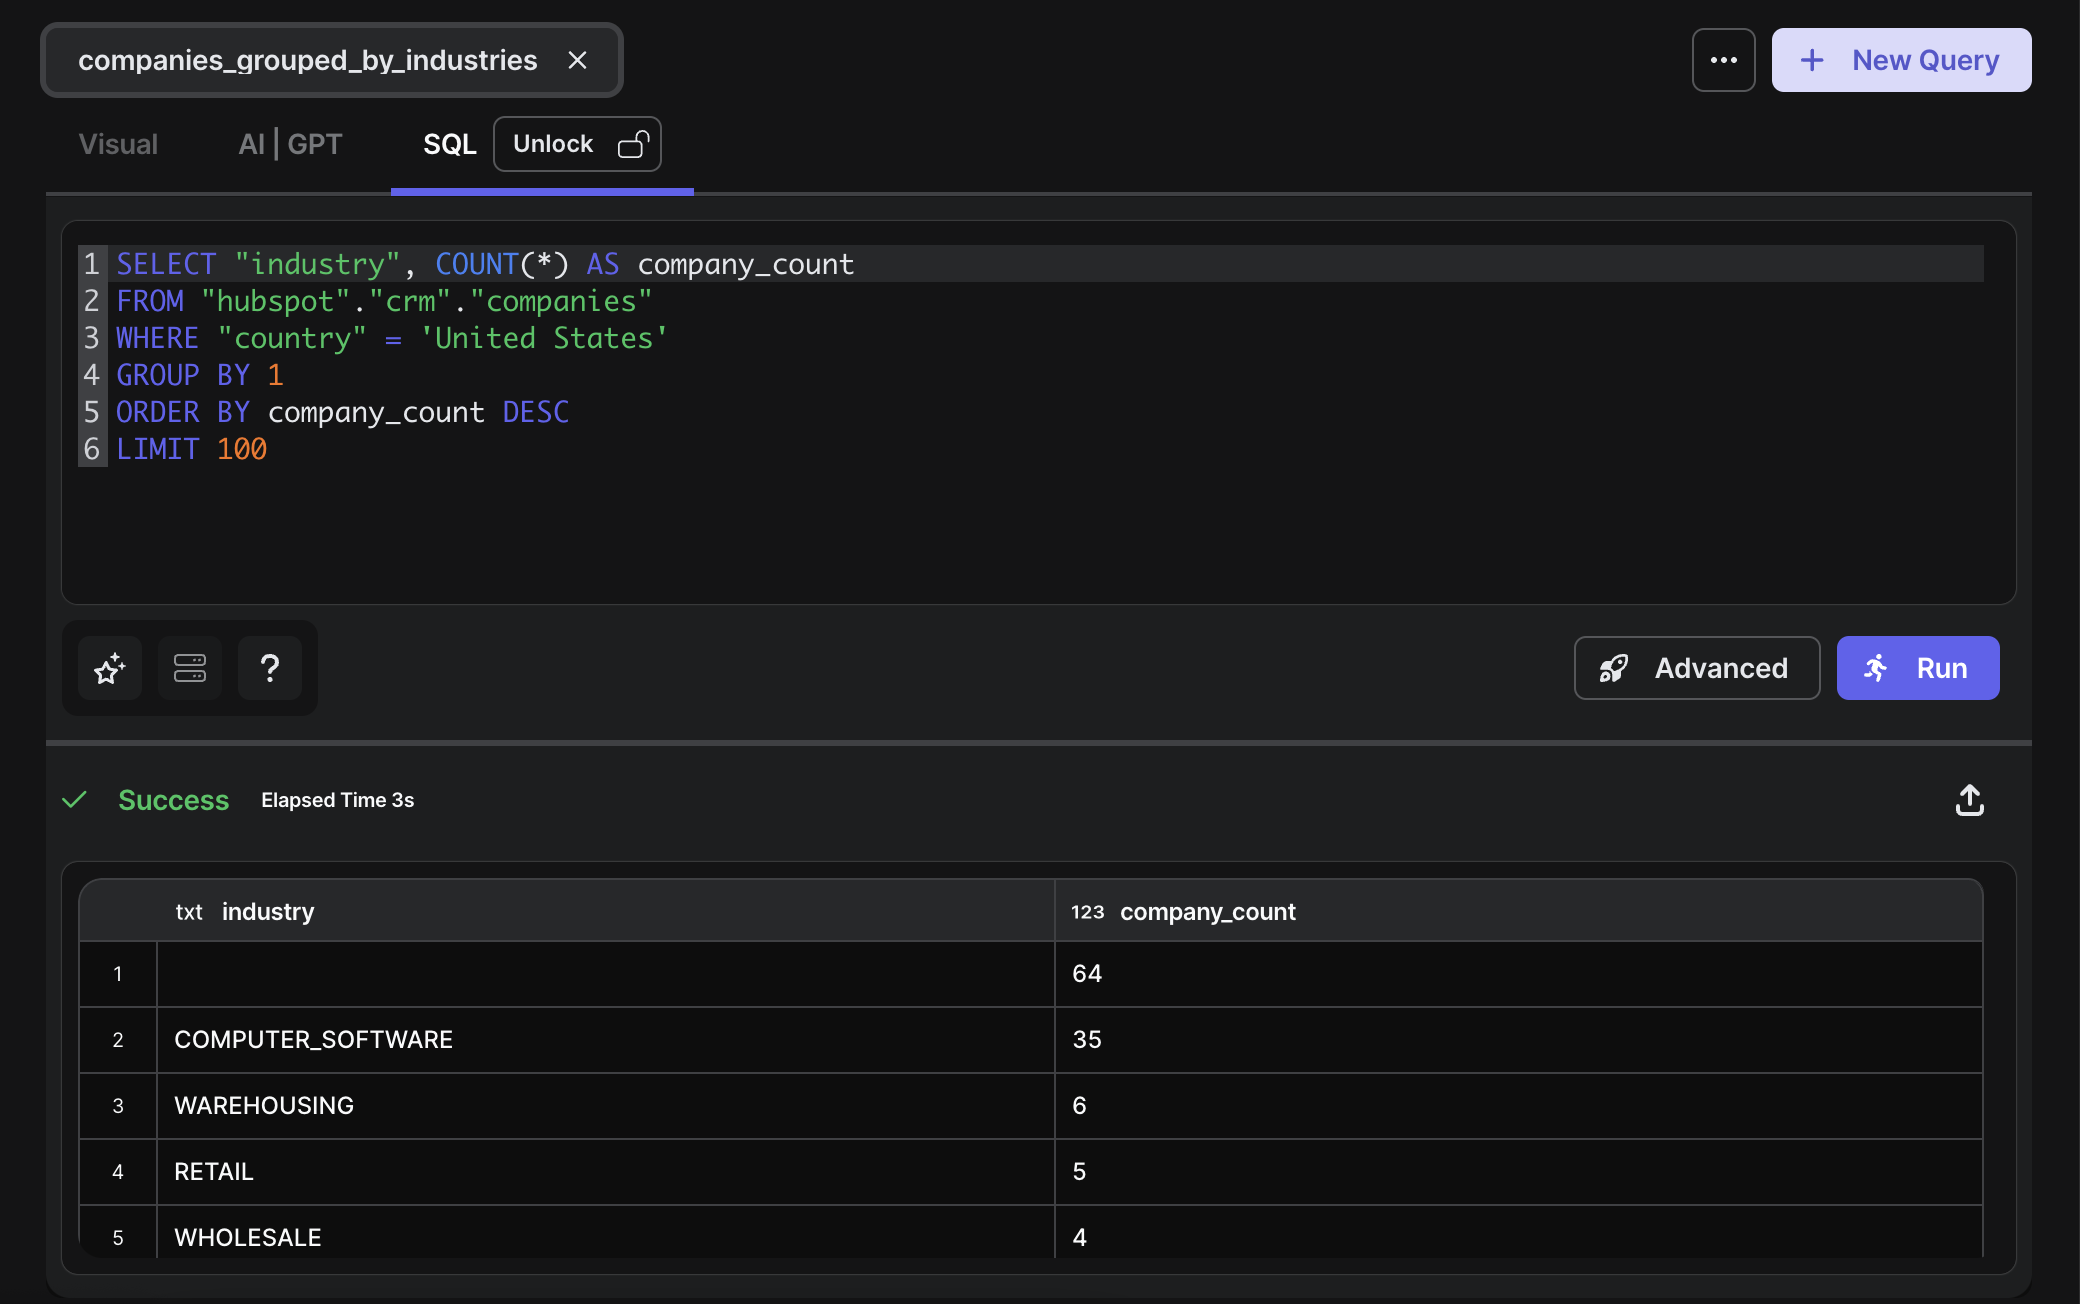 companies_grouped_by_industries
New Query
Visual
AI | GPT
SQL
Unlock
1 SELECT "industry", COUNT(*) AS company_count
2 FROM "hubspot"."crm"."companies"
3 WHERE "country" = 'United States'
4 GROUP BY 1
5 ORDER BY company_count DESC
6 LIMIT 100
?
Advanced
Run
Success Elapsed Time 3s
txt industry 123 company_count
1 64
2 COMPUTER_SOFTWARE 35
3 WAREHOUSING 6
4 RETAIL 5
5 WHOLESALE 4